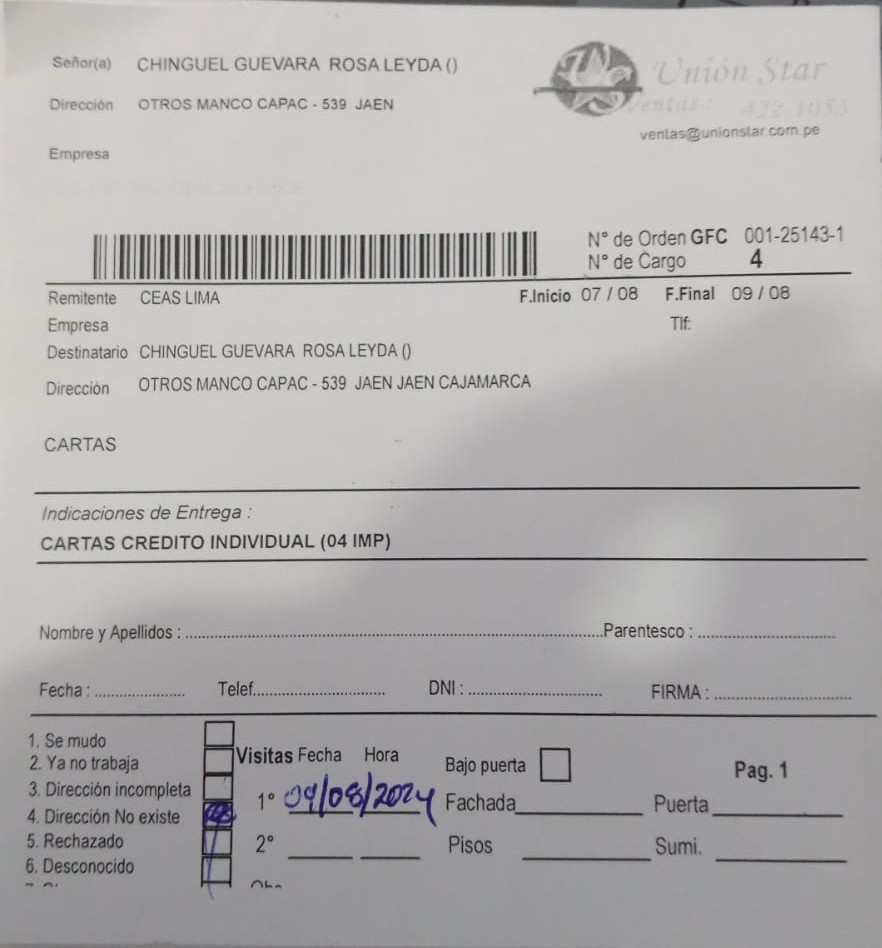 Señor(a) CHINGUEL GUEVARA ROSA LEYDA ()
Unión Star
Dirección OTROS MANCO CAPAC - 539 JAEN
Ventas: 422-1053
ventas@unionstar.com.pe
Empresa
N° de Orden GFC 001-25143-1
N° de Cargo 4
Remitente CEAS LIMA F.Inicio 07 / 08 F.Final 09 / 08
Empresa Tlf:
Destinatario CHINGUEL GUEVARA ROSA LEYDA ()
Dirección OTROS MANCO CAPAC - 539 JAEN JAEN CAJAMARCA
CARTAS
Indicaciones de Entrega :
CARTAS CREDITO INDIVIDUAL (04 IMP)
Nombre y Apellidos : Parentesco :
Fecha : Telef. DNI : FIRMA :
1. Se mudo
2. Ya no trabaja
3. Dirección incompleta
4. Dirección No existe
5. Rechazado
6. Desconocido
Visitas Fecha Hora
1° 09/08/2024
2°
Bajo puerta
Fachada
Pisos
Pag. 1
Puerta
Sumi.